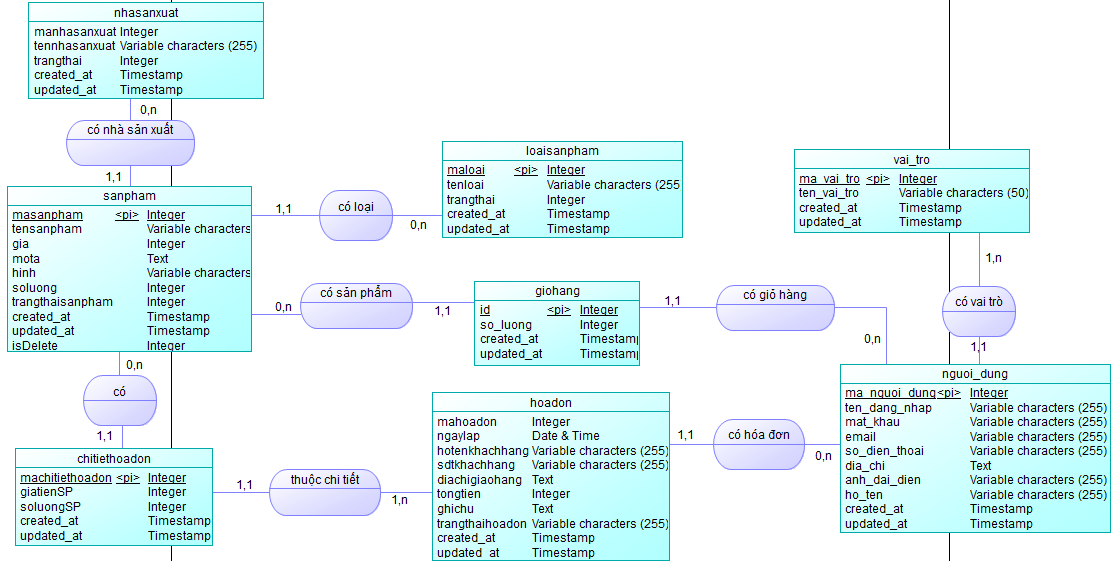 nhasanxuat
manhasanxuat Integer
tennhasanxuat Variable characters (255)
trangthai Integer
created_at Timestamp
updated_at Timestamp
0,n
có nhà sản xuất
1,1
sanpham
masanpham <pi> Integer
tensanpham Variable characters
gia Integer
mota Text
hinh Variable characters
soluong Integer
trangthaisanpham Integer
created_at Timestamp
updated_at Timestamp
isDelete Integer
1,1
có loại
0,n
loaisanpham
maloai <pi> Integer
tenloai Variable characters (255
trangthai Integer
created_at Timestamp
updated_at Timestamp
vai_tro
ma_vai_tro <pi> Integer
ten_vai_tro Variable characters (50)
created_at Timestamp
updated_at Timestamp
1,n
có vai trò
1,1
0,n
có sản phẩm
1,1
giohang
id <pi> Integer
so_luong Integer
created_at Timestamp
updated_at Timestamp
1,1
có giỏ hàng
0,n
nguoi_dung
ma_nguoi_dung <pi> Integer
ten_dang_nhap Variable characters (255)
mat_khau Variable characters (255)
email Variable characters (255)
so_dien_thoai Variable characters (255)
dia_chi Text
anh_dai_dien Variable characters (255)
ho_ten Variable characters (255)
created_at Timestamp
updated_at Timestamp
0,n
có
1,1
chitiethoadon
machitiethoadon <pi> Integer
giatienSP Integer
soluongSP Integer
created_at Timestamp
updated_at Timestamp
1,1
thuộc chi tiết
1,n
hoadon
mahoadon Integer
ngaylap Date & Time
hotenkhachhang Variable characters (255)
sdtkhachhang Variable characters (255)
diachigiaohang Text
tongtien Integer
ghichu Text
trangthaihoadon Variable characters (255)
created_at Timestamp
updated_at Timestamp
1,1
có hóa đơn
0,n